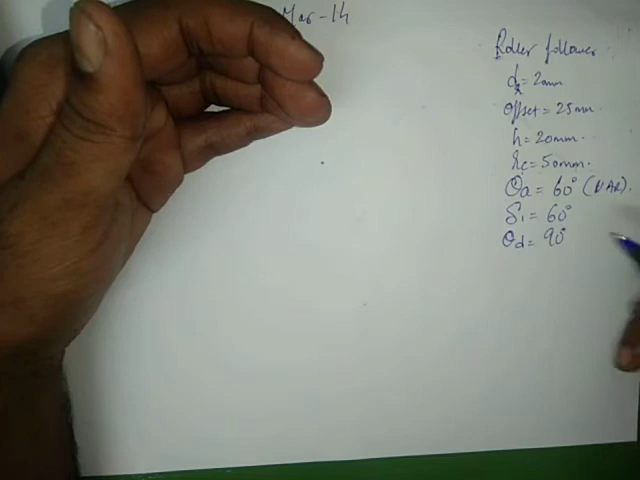 Mar-14
Roller follower
dR = 2mm
Offset = 25mm.
h = 20mm.
rc = 50mm.
θa = 60° (UAR).
δ1 = 60°
θd = 90°